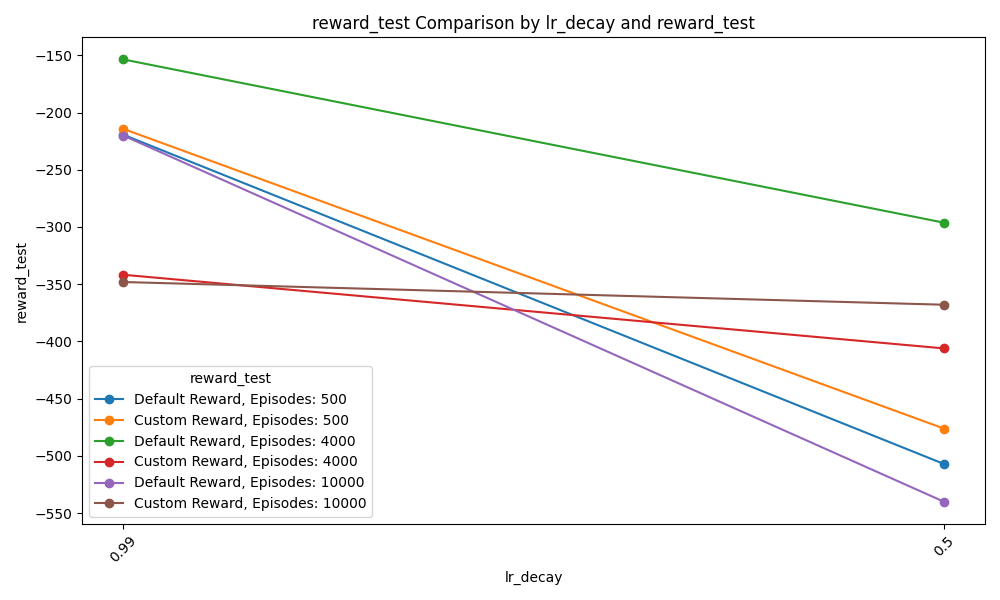 reward_test Comparison by lr_decay and reward_test
reward_test
−150
−200
−250
−300
−350
−400
−450
−500
−550
reward_test
Default Reward, Episodes: 500
Custom Reward, Episodes: 500
Default Reward, Episodes: 4000
Custom Reward, Episodes: 4000
Default Reward, Episodes: 10000
Custom Reward, Episodes: 10000
0.99
0.5
lr_decay